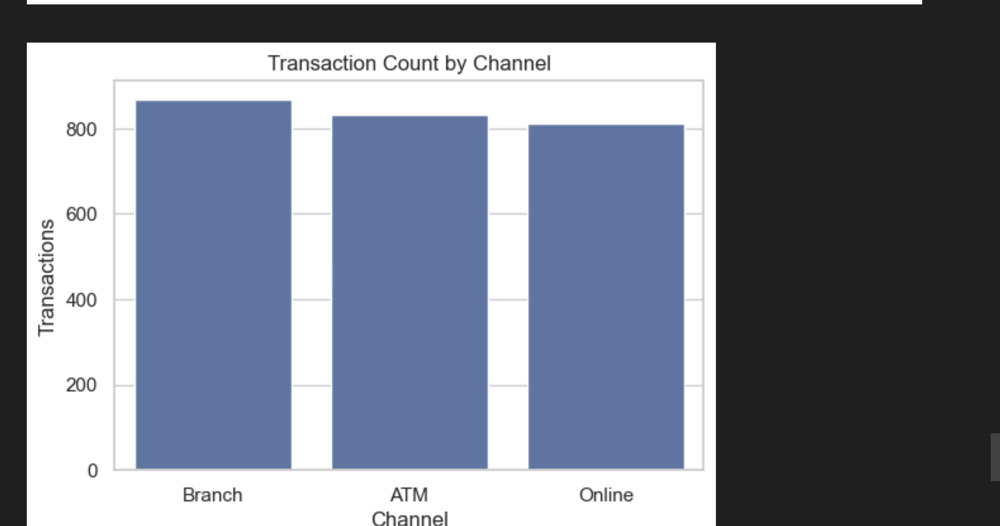 Transaction Count by Channel
800
600
400
200
0
Transactions
Branch
ATM
Online
Channel